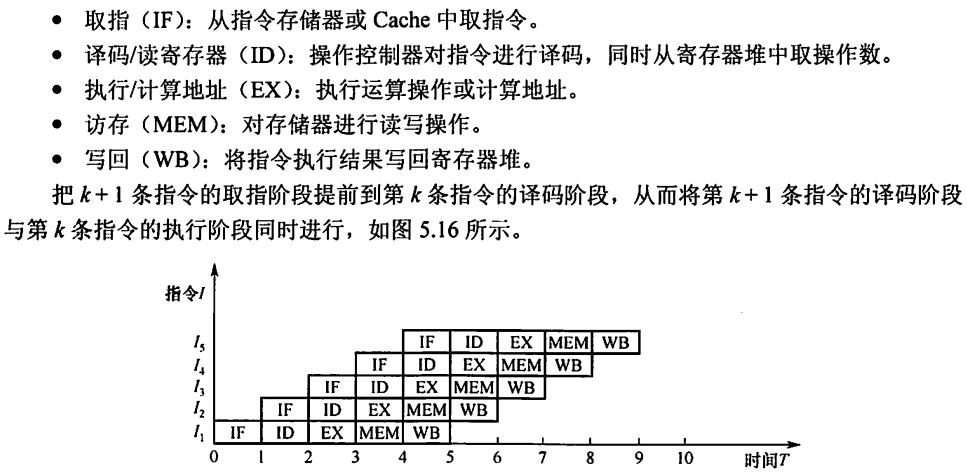 • 取指（IF）：从指令存储器或 Cache 中取指令。
• 译码/读寄存器（ID）：操作控制器对指令进行译码，同时从寄存器堆中取操作数。
• 执行/计算地址（EX）：执行运算操作或计算地址。
• 访存（MEM）：对存储器进行读写操作。
• 写回（WB）：将指令执行结果写回寄存器堆。
把 k + 1 条指令的取指阶段提前到第 k 条指令的译码阶段，从而将第 k + 1 条指令的译码阶段
与第 k 条指令的执行阶段同时进行，如图 5.16 所示。
指令I
I₅ IF ID EX MEM WB
I₄ IF ID EX MEM WB
I₃ IF ID EX MEM WB
I₂ IF ID EX MEM WB
I₁ IF ID EX MEM WB
0 1 2 3 4 5 6 7 8 9 10 时间T